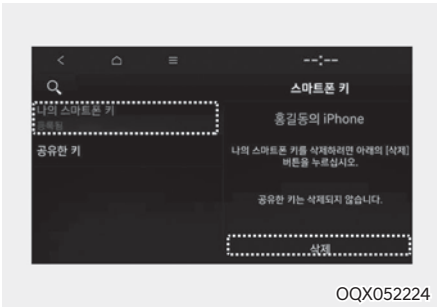 --:--
스마트폰 키
나의 스마트폰 키
등록됨
공유한 키
홍길동의 iPhone
나의 스마트폰 키를 삭제하려면 아래의 [삭제]
버튼을 누르십시오.
공유한 키는 삭제되지 않습니다.
삭제
OQX052224